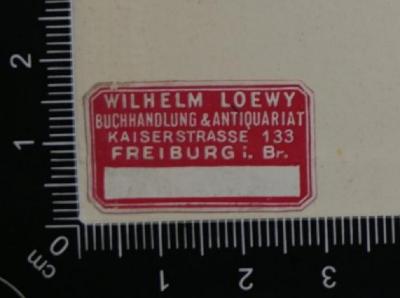 WILHELM LOEWY
BUCHHANDLUNG & ANTIQUARIAT
KAISERSTRASSE 133
FREIBURG i. Br.
2
1
0
cm
1
2
3